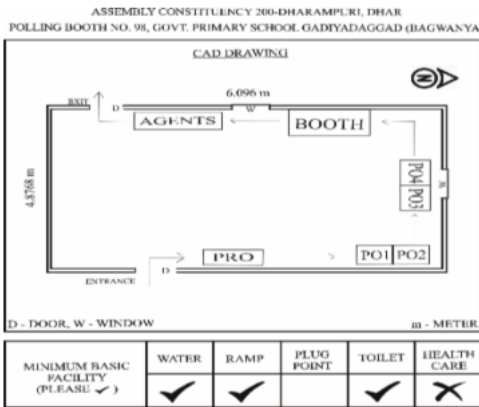 ASSEMBLY CONSTITUENCY 200-DHARAMPURI, DHAR
POLLING BOOTH NO. 98, GOVT. PRIMARY SCHOOL GADIYADAGGAD (BAGWANYA
CAD DRAWING
N
EXIT
D
6.096 m
W
AGENTS
BOOTH
4.8768 m
PO4
PO3
W
PRO
PO1
PO2
ENTRANCE
D
D - DOOR, W - WINDOW
m - METER
MINIMUM BASIC FACILITY (PLEASE ✓)
WATER
RAMP
PLUG POINT
TOILET
HEALTH CARE
✓
✓
✓
✗